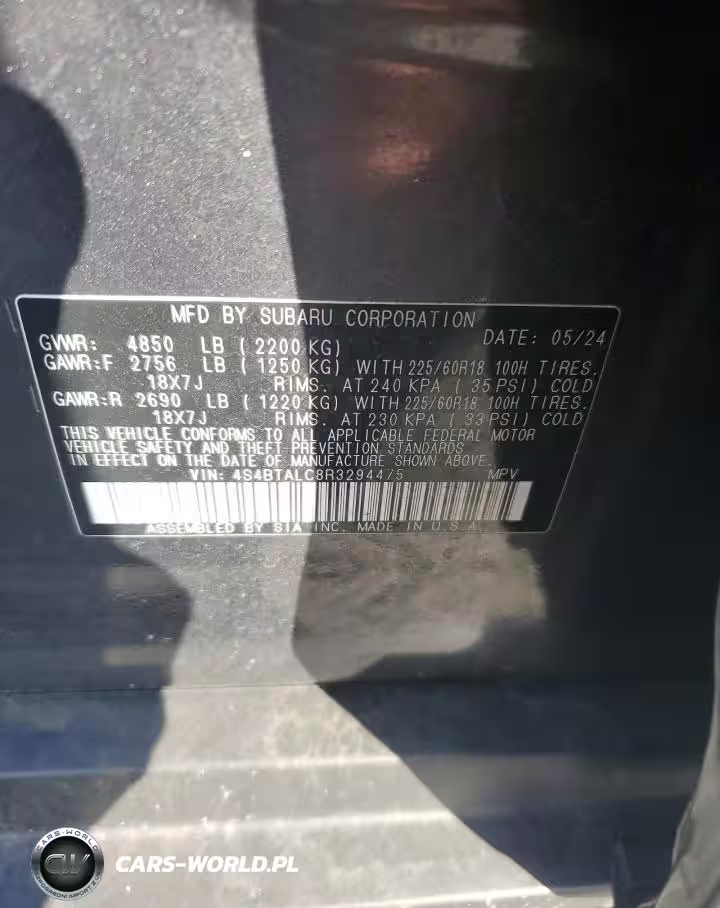 MFD BY SUBARU CORPORATION
DATE: 05/24
GVWR: 4850 LB ( 2200 KG)
GAWR:F 2756 LB ( 1250 KG) WITH 225/60R18 100H TIRES.
18X7J RIMS. AT 240 KPA ( 35 PSI) COLD
GAWR:R 2690 LB ( 1220 KG) WITH 225/60R18 100H TIRES.
18X7J RIMS. AT 230 KPA ( 33 PSI) COLD
THIS VEHICLE CONFORMS TO ALL APPLICABLE FEDERAL MOTOR
VEHICLE SAFETY AND THEFT PREVENTION STANDARDS
IN EFFECT ON THE DATE OF MANUFACTURE SHOWN ABOVE.
VIN: 4S4BTALC8R3294475 MPV
ASSEMBLED BY SIA INC. MADE IN U.S.A.
CARS-WORLD
CW
CARS-WORLD.PL